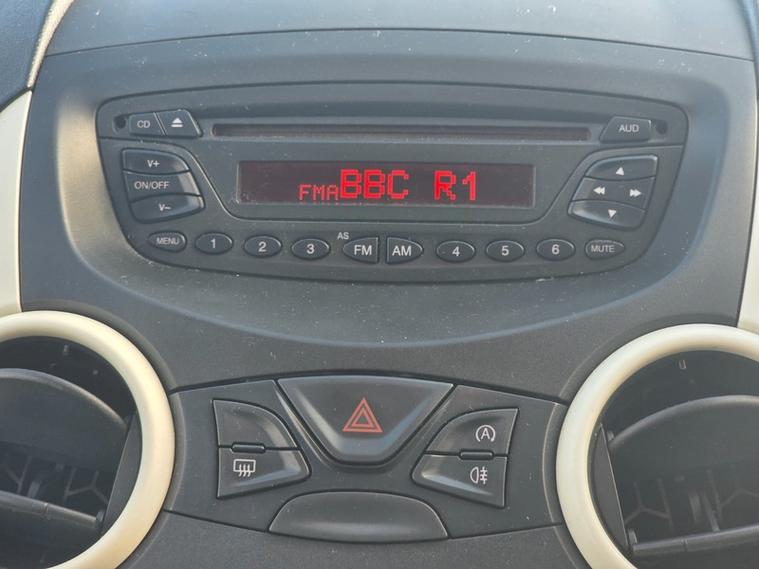 CD
AUD
V+
ON/OFF
V-
FMA BBC R1
MENU 1 2 3 AS FM AM 4 5 6 MUTE
A